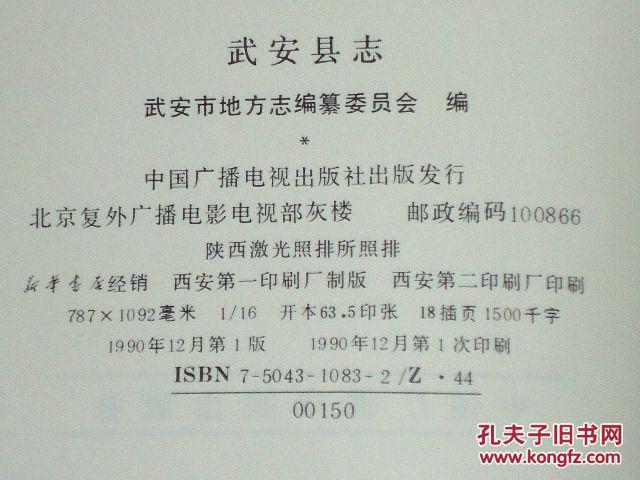 武安县志
武安市地方志编纂委员会 编
*
中国广播电视出版社出版发行
北京复外广播电影电视部灰楼 邮政编码100866
陕西激光照排所照排
新华书店经销 西安第一印刷厂制版 西安第二印刷厂印刷
787×1092毫米 1/16 开本63.5印张 18插页1500千字
1990年12月第1版 1990年12月第1次印刷
ISBN 7-5043-1083-2/Z·44
00150
孔夫子旧书网
www.kongfz.com